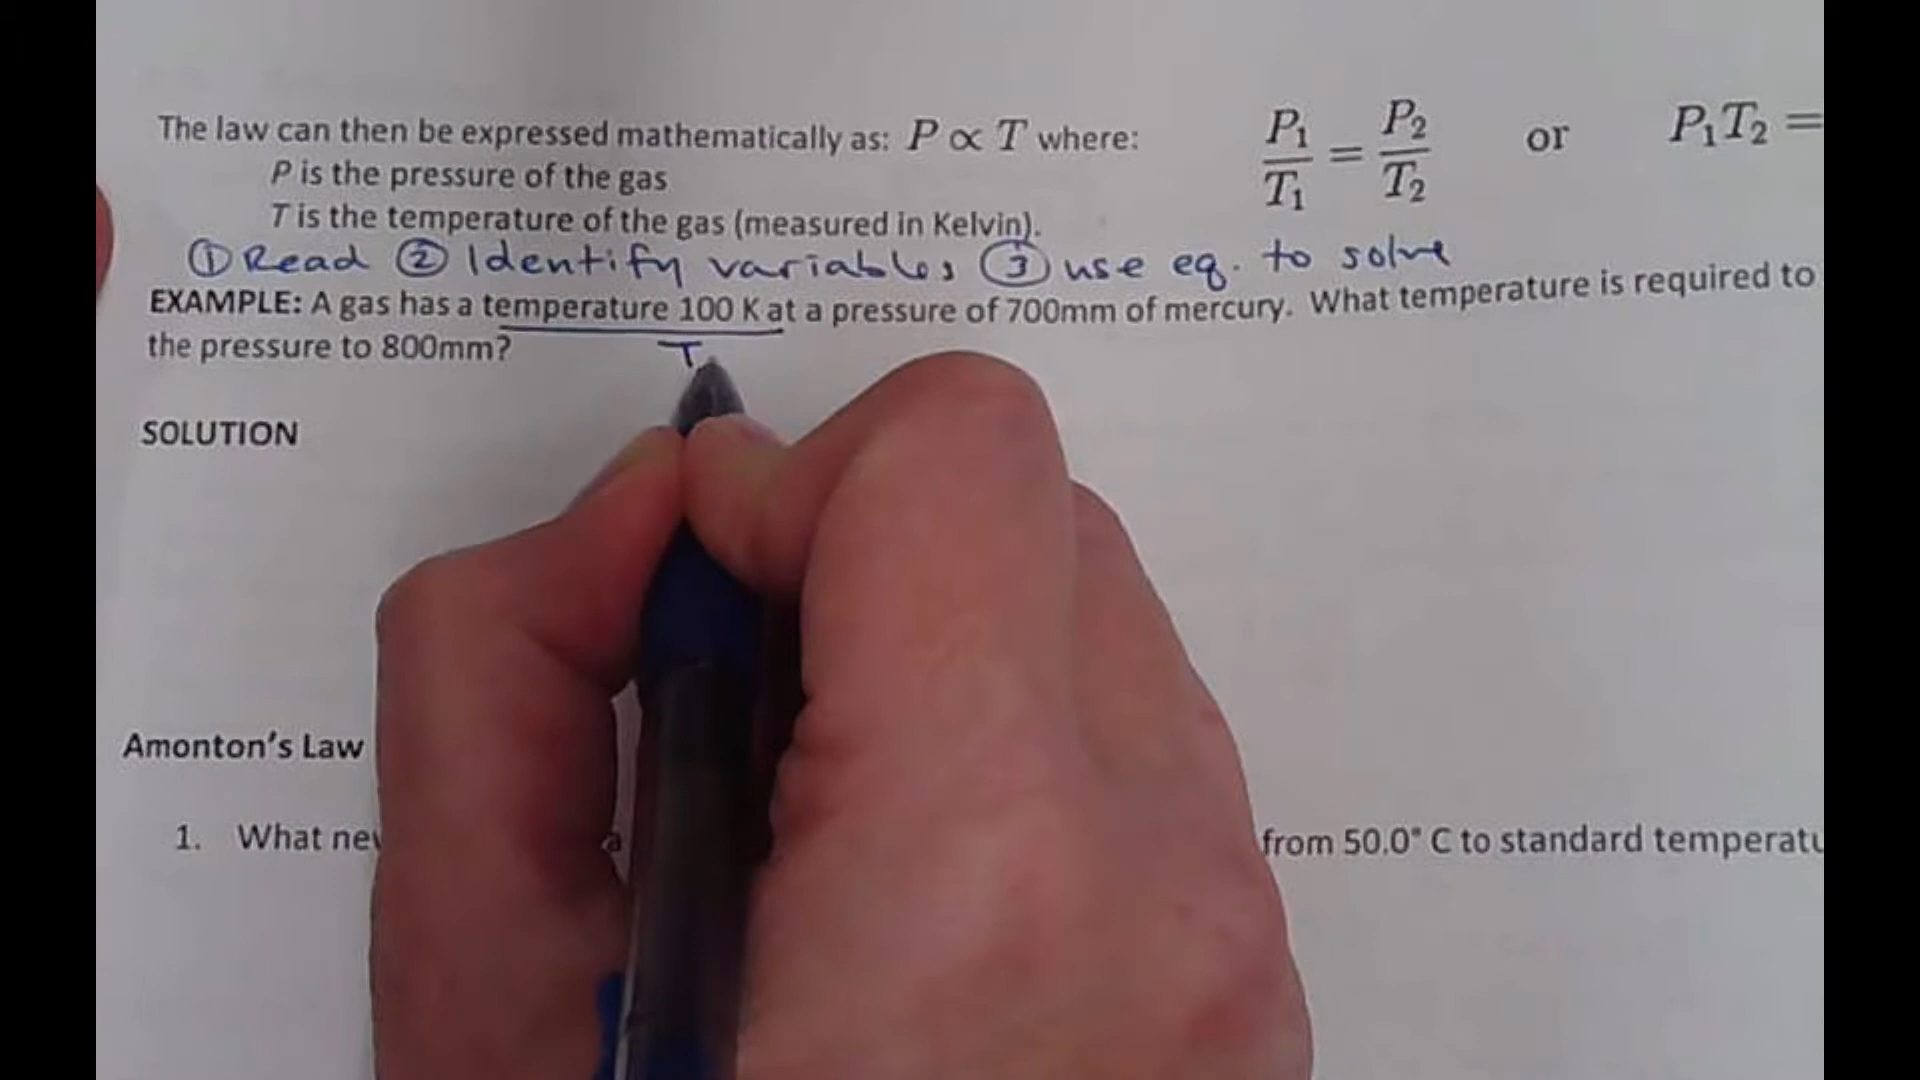 The law can then be expressed mathematically as: P ∝ T where: P₁/T₁ = P₂/T₂ or P₁T₂ =
P is the pressure of the gas
T is the temperature of the gas (measured in Kelvin).
① Read ② Identify variables ③ use eq. to solve
EXAMPLE: A gas has a temperature 100 K at a pressure of 700mm of mercury. What temperature is required to
the pressure to 800mm?
T
SOLUTION
Amonton's Law
1. What from 50.0° C to standard